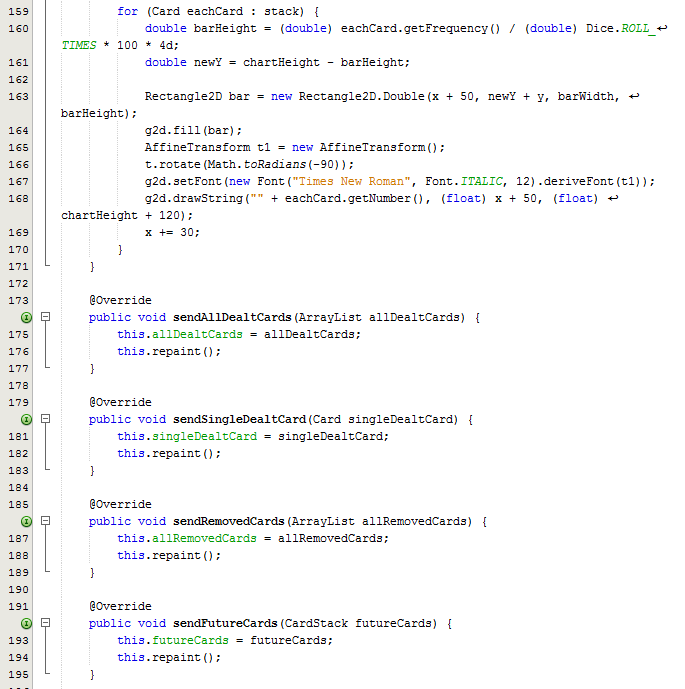 159 for (Card eachCard : stack) {
160 double barHeight = (double) eachCard.getFrequency() / (double) Dice.ROLL_↩
TIMES * 100 * 4d;
161 double newY = chartHeight - barHeight;
162
163 Rectangle2D bar = new Rectangle2D.Double(x + 50, newY + y, barWidth, ↩
barHeight);
164 g2d.fill(bar);
165 AffineTransform t1 = new AffineTransform();
166 t.rotate(Math.toRadians(-90));
167 g2d.setFont(new Font("Times New Roman", Font.ITALIC, 12).deriveFont(t1));
168 g2d.drawString("" + eachCard.getNumber(), (float) x + 50, (float) ↩
chartHeight + 120);
169 x += 30;
170 }
171 }
172
173 @Override
public void sendAllDealtCards(ArrayList allDealtCards) {
175 this.allDealtCards = allDealtCards;
176 this.repaint();
177 }
178
179 @Override
public void sendSingleDealtCard(Card singleDealtCard) {
181 this.singleDealtCard = singleDealtCard;
182 this.repaint();
183 }
184
185 @Override
public void sendRemovedCards(ArrayList allRemovedCards) {
187 this.allRemovedCards = allRemovedCards;
188 this.repaint();
189 }
190
191 @Override
public void sendFutureCards(CardStack futureCards) {
193 this.futureCards = futureCards;
194 this.repaint();
195 }